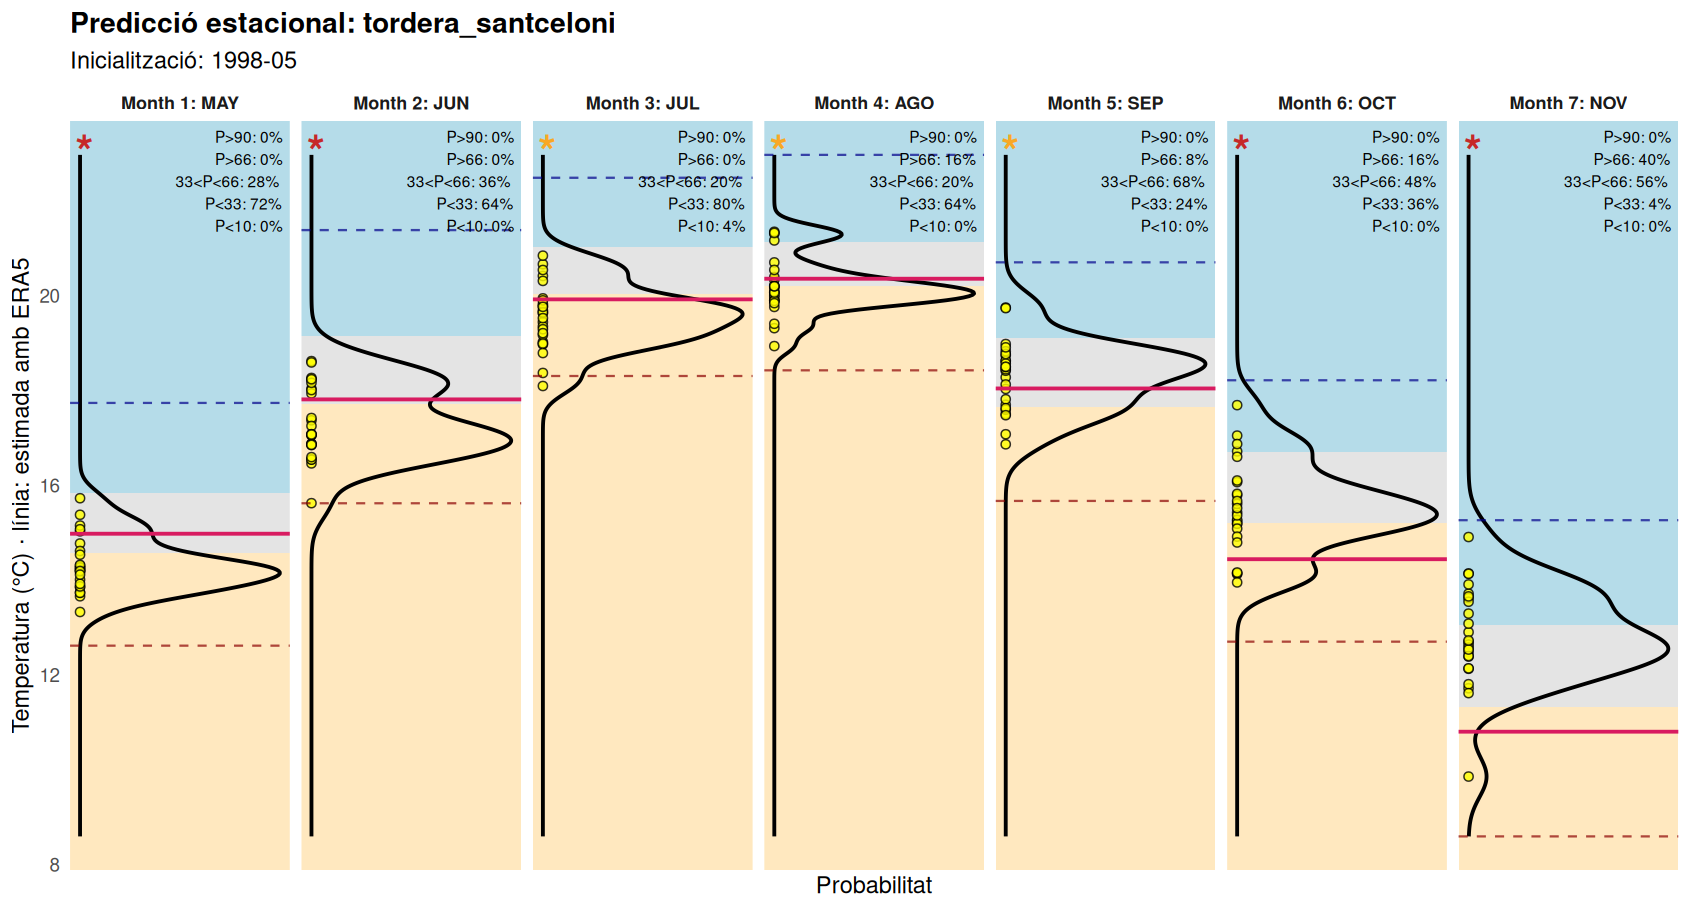 Predicció estacional: tordera_santceloni
Inicialització: 1998-05
Month 1: MAY
Month 2: JUN
Month 3: JUL
Month 4: AGO
Month 5: SEP
Month 6: OCT
Month 7: NOV
*
P>90: 0%
P>66: 0%
33<P<66: 28%
P<33: 72%
P<10: 0%
*
P>90: 0%
P>66: 0%
33<P<66: 36%
P<33: 64%
P<10: 0%
*
P>90: 0%
P>66: 0%
33<P<66: 20%
P<33: 80%
P<10: 4%
*
P>90: 0%
P>66: 16%
33<P<66: 20%
P<33: 64%
P<10: 0%
*
P>90: 0%
P>66: 8%
33<P<66: 68%
P<33: 24%
P<10: 0%
*
P>90: 0%
P>66: 16%
33<P<66: 48%
P<33: 36%
P<10: 0%
*
P>90: 0%
P>66: 40%
33<P<66: 56%
P<33: 4%
P<10: 0%
Temperatura (°C) · línia: estimada amb ERA5
20
16
12
8
Probabilitat